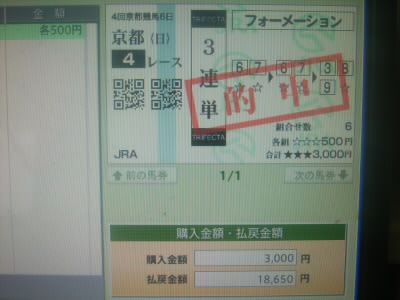 金額
各500円
4回京都競馬6日
京都(日)
4 レース
JRA
TRIFECTA
3連単
TRIFECTA
フォーメーション
6 7 6 7 3 8
☆ ☆ ☆ ☆ 9 ☆
的中
組合せ数 6
各組 ☆☆☆500円
合計 ★★★3,000円
前の馬券
1/1
次の馬券
購入金額・払戻金額
購入金額 3,000 円
払戻金額 18,650 円